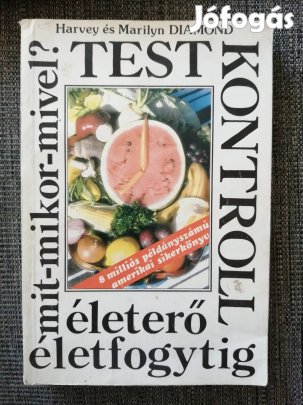 Jófogás
Harvey és Marilyn DIAMOND
TEST
KONTROLL
mit-mikor-mivel?
8 milliós példányszámú
amerikai sikerkönyv
életerő
életfogytig